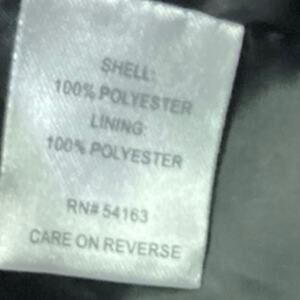 SHELL:
100% POLYESTER
LINING:
100% POLYESTER
RN# 54163
CARE ON REVERSE